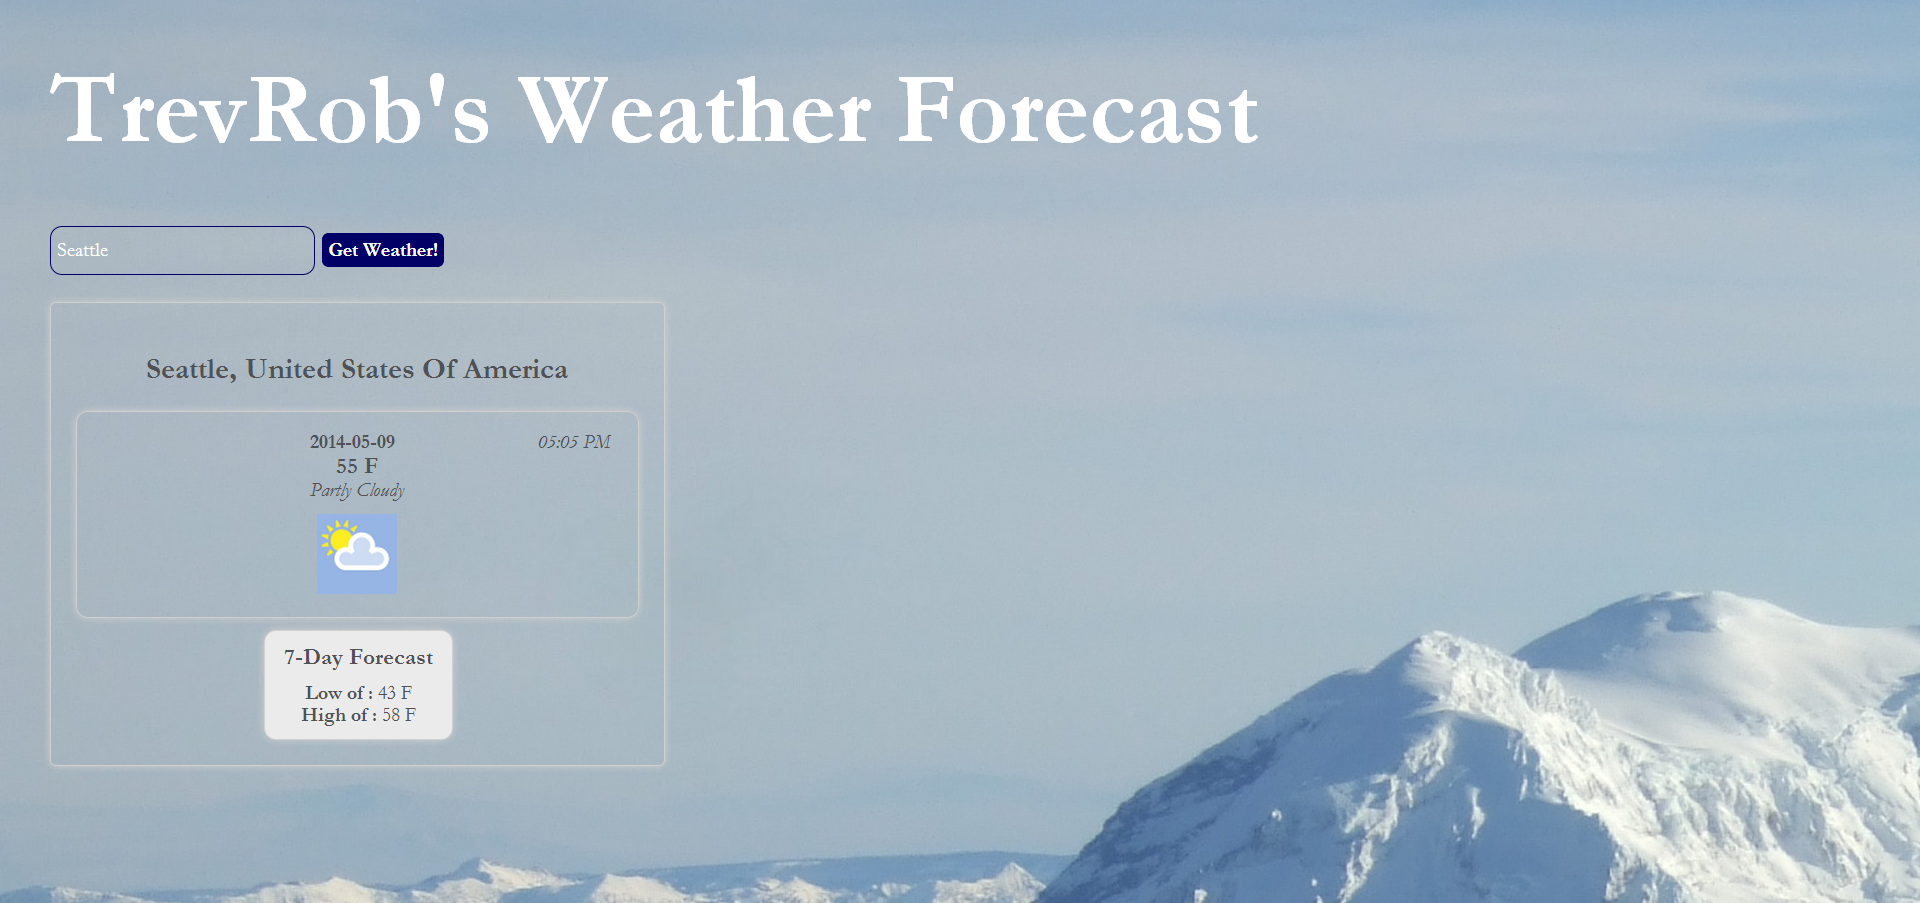 TrevRob's Weather Forecast
Seattle
Get Weather!
Seattle, United States Of America
2014-05-09
05:05 PM
55 F
Partly Cloudy
7-Day Forecast
Low of : 43 F
High of : 58 F